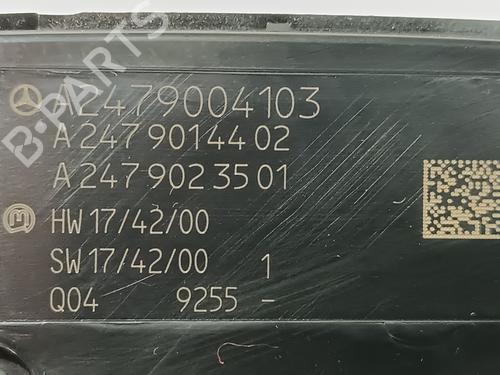 A2479004103
A 247 901 44 02
A 247 902 35 01
HW 17/42/00
SW 17/42/00 1
Q04 9255 -
B-PARTS